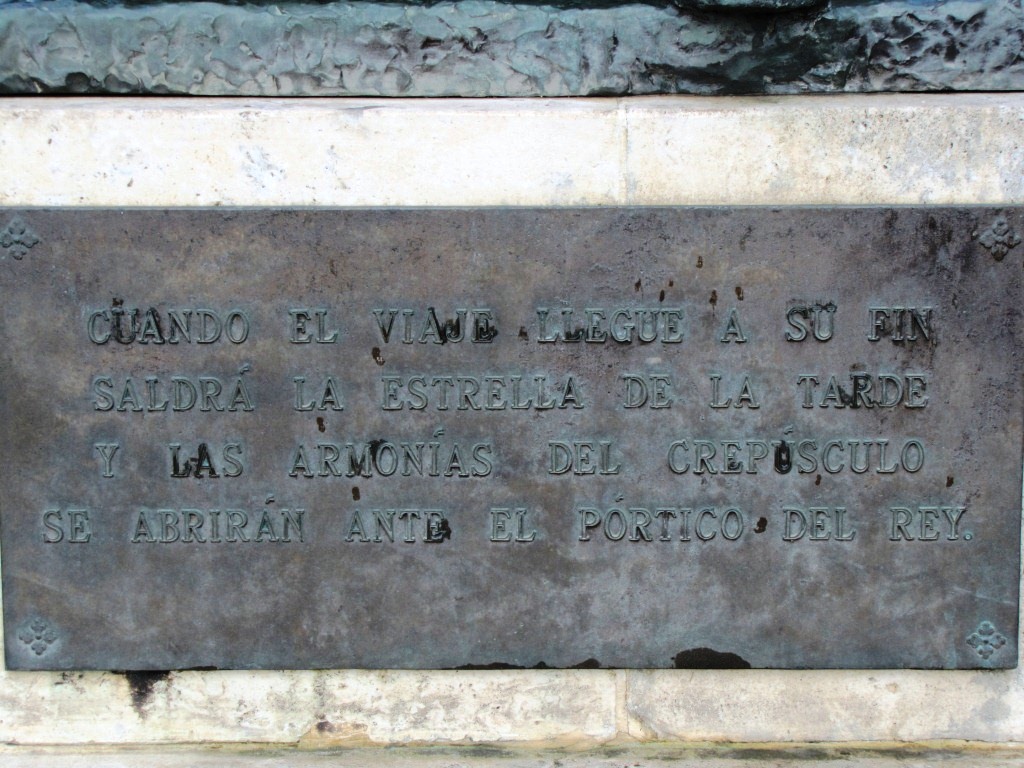 CUANDO EL VIAJE LLEGUE A SU FIN
SALDRÁ LA ESTRELLA DE LA TARDE
Y LAS ARMONÍAS DEL CREPÚSCULO
SE ABRIRÁN ANTE EL PÓRTICO DEL REY.